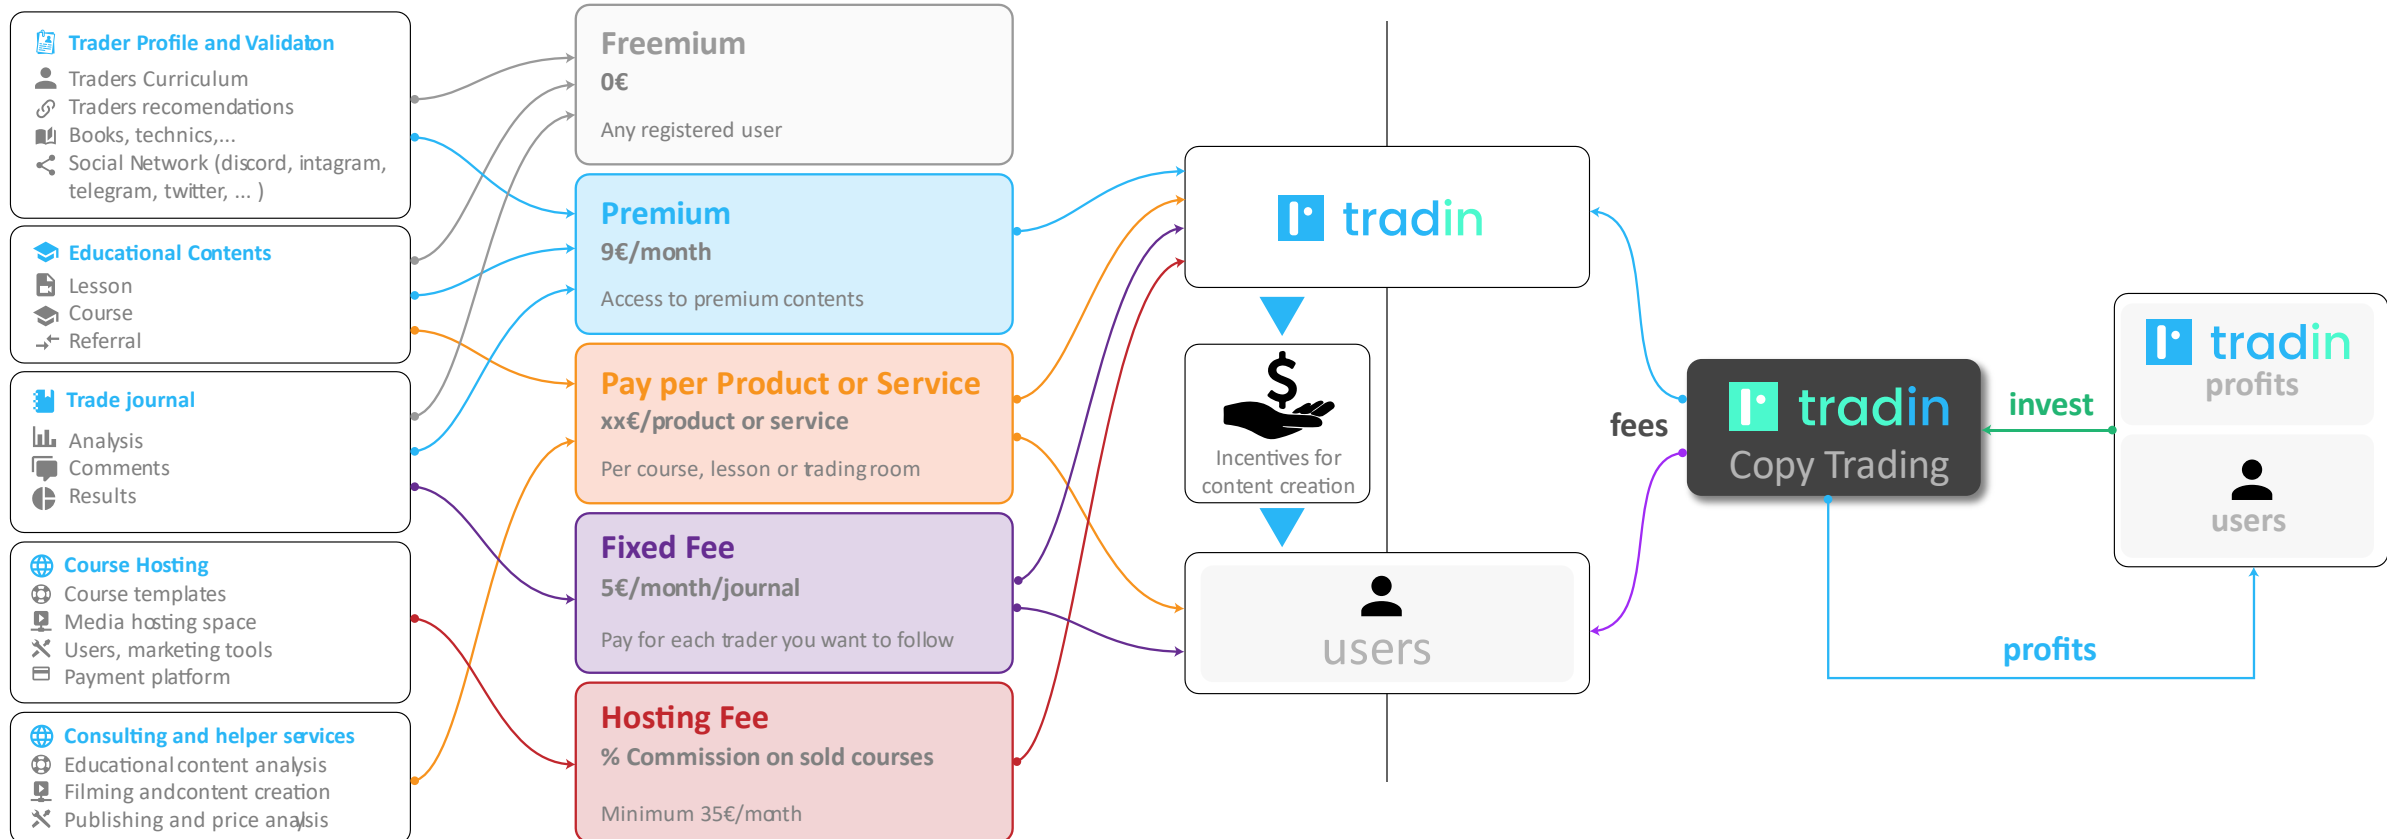 Trader Profile and Validaton
Traders Curriculum
Traders recomendations
Books, technics,...
Social Network (discord, intagram,
telegram, twitter, ... )
Educational Contents
Lesson
Course
Referral
Trade journal
Analysis
Comments
Results
Course Hosting
Course templates
Media hosting space
Users, marketing tools
Payment platform
Consulting and helper services
Educational content analysis
Filming and content creation
Publishing and price analysis
Freemium
0€
Any registered user
Premium
9€/month
Access to premium contents
Pay per Product or Service
xx€/product or service
Per course, lesson or trading room
Fixed Fee
5€/month/journal
Pay for each trader you want to follow
Hosting Fee
% Commission on sold courses
Minimum 35€/month
tradin
$
Incentives for
content creation
users
fees
tradin
Copy Trading
invest
profits
tradin
profits
users